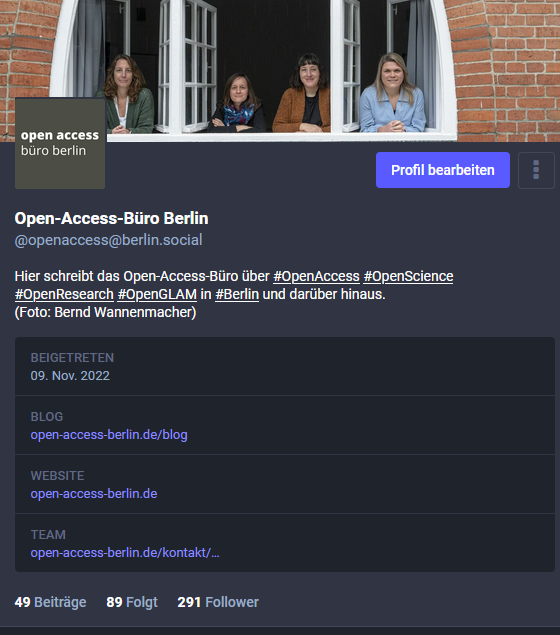 open access
büro berlin
Profil bearbeiten
Open-Access-Büro Berlin
@openaccess@berlin.social
Hier schreibt das Open-Access-Büro über #OpenAccess #OpenScience
#OpenResearch #OpenGLAM in #Berlin und darüber hinaus.
(Foto: Bernd Wannenmacher)
BEIGETRETEN
09. Nov. 2022
BLOG
open-access-berlin.de/blog
WEBSITE
open-access-berlin.de
TEAM
open-access-berlin.de/kontakt/…
49 Beiträge 89 Folgt 291 Follower